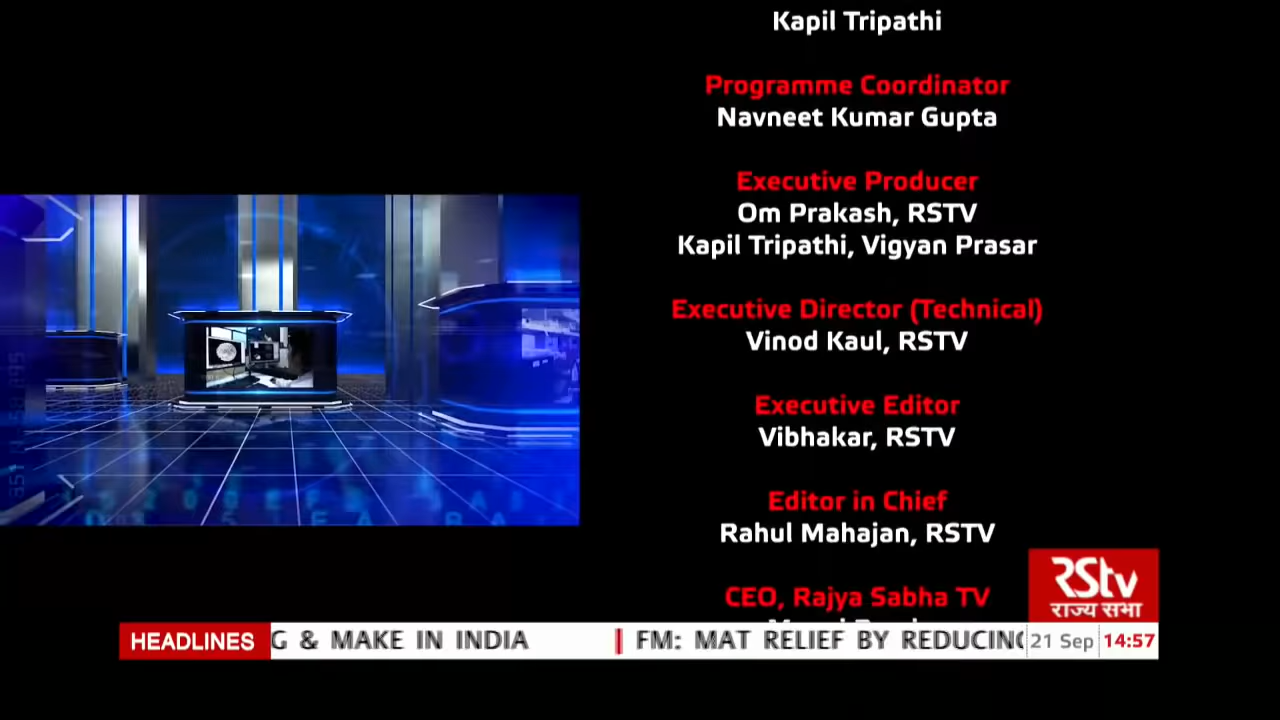 Kapil Tripathi
Programme Coordinator
Navneet Kumar Gupta
Executive Producer
Om Prakash, RSTV
Kapil Tripathi, Vigyan Prasar
Executive Director (Technical)
Vinod Kaul, RSTV
Executive Editor
Vibhakar, RSTV
Editor in Chief
Rahul Mahajan, RSTV
CEO, Rajya Sabha TV
RSTV
राज्य सभा
HEADLINES G & MAKE IN INDIA | FM: MAT RELIEF BY REDUCING 21 Sep 14:57